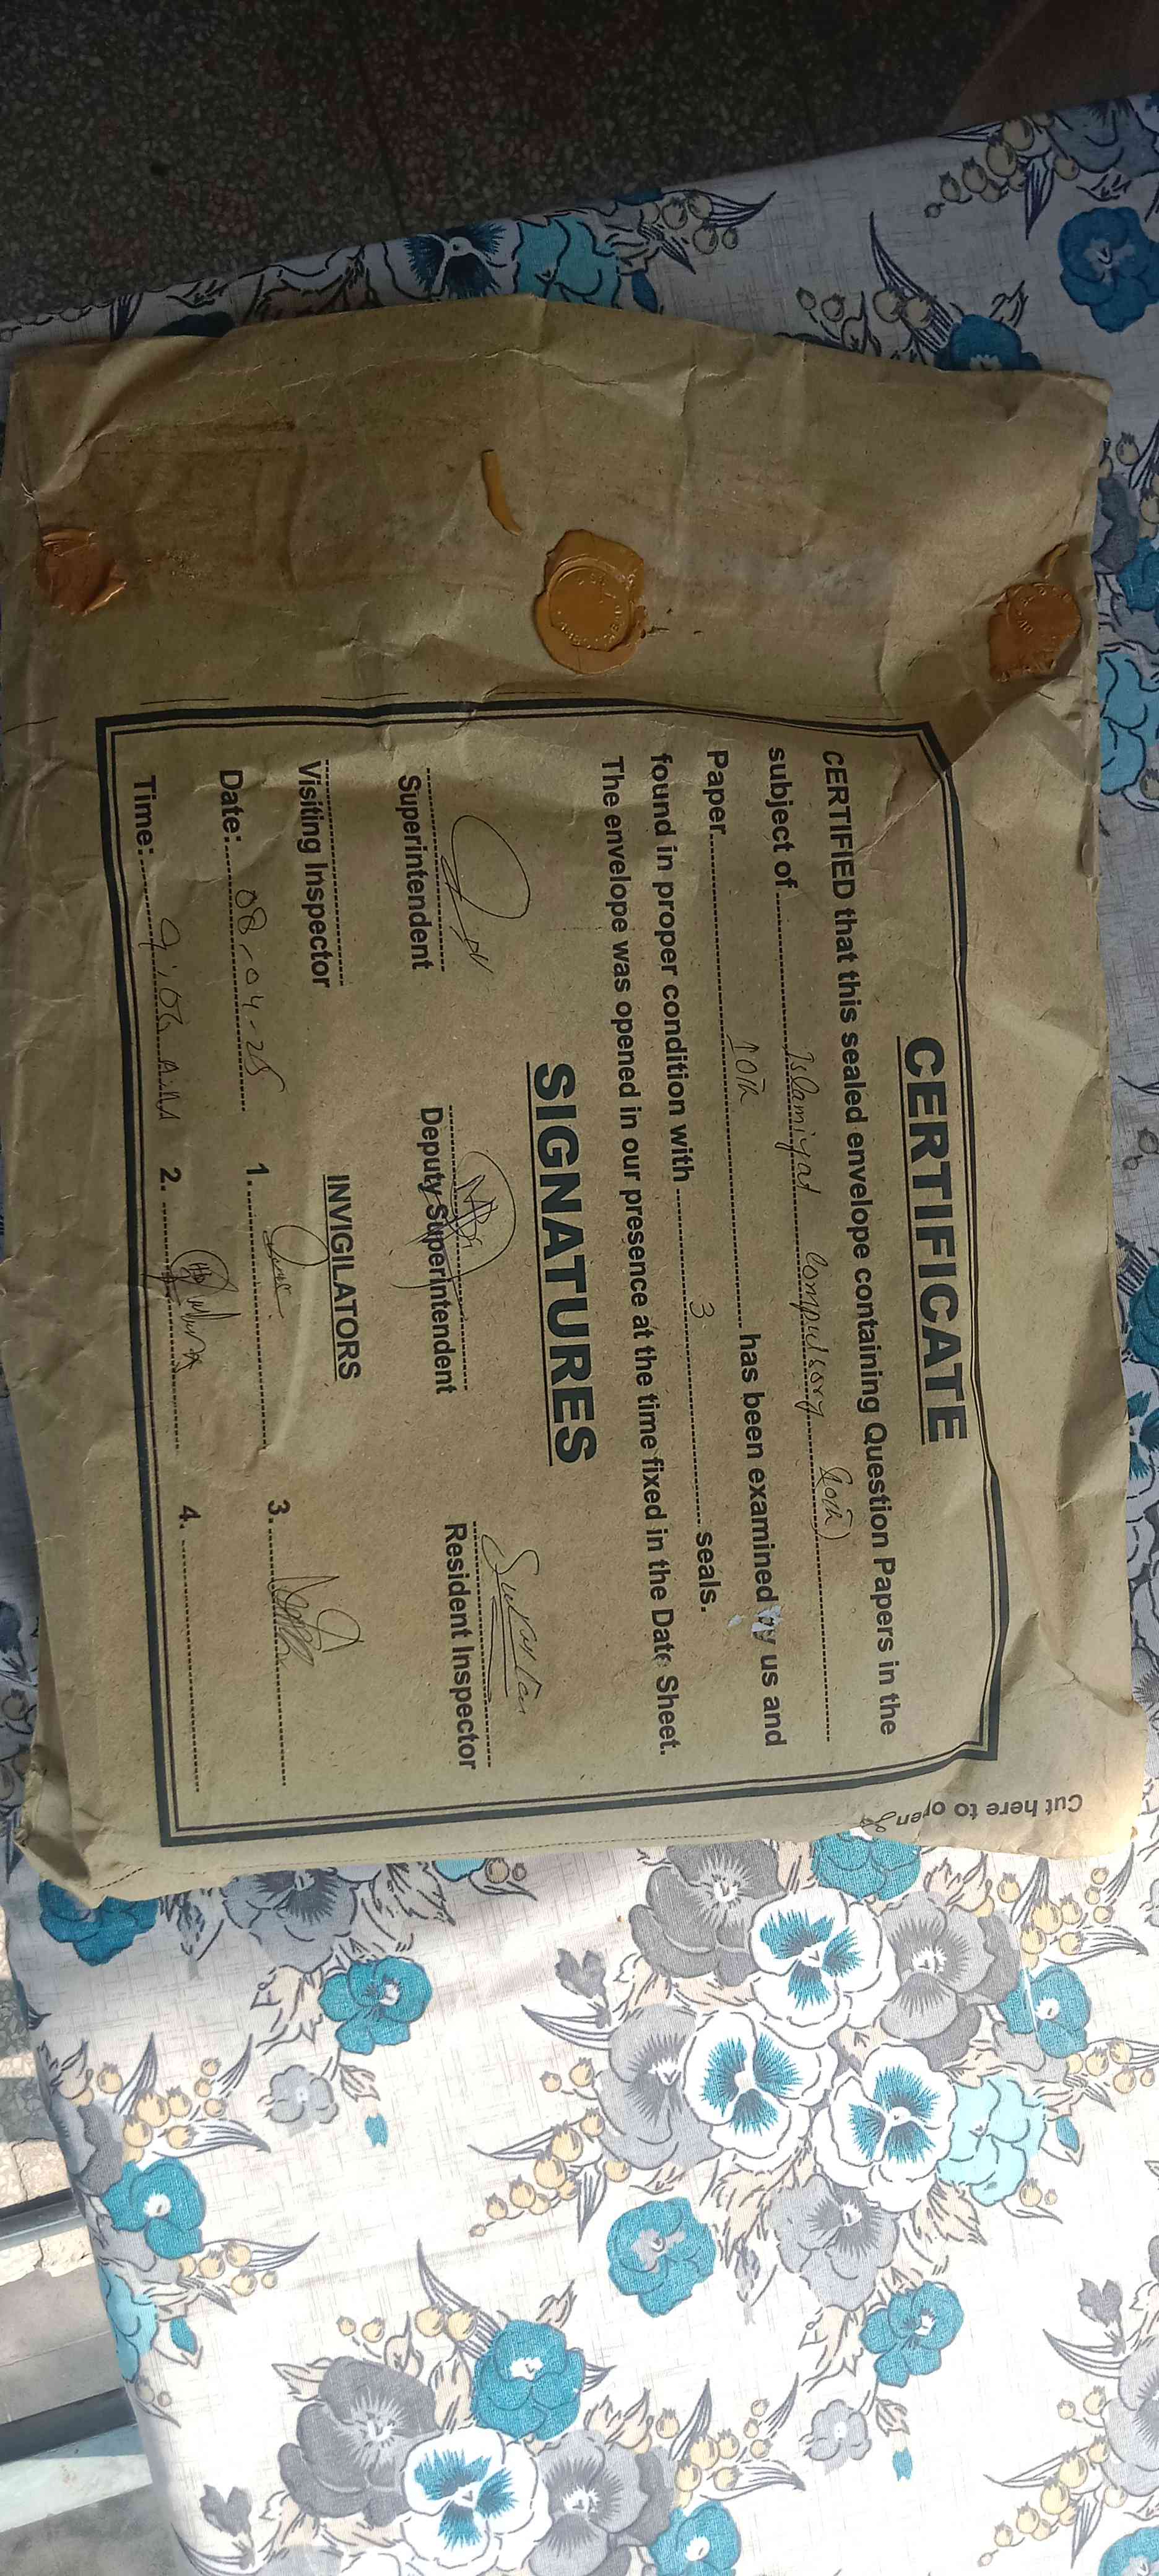 CERTIFICATE
CERTIFIED that this sealed envelope containing Question Papers in the
subject of Islamiyat Compulsory (10th)
Paper 10th has been examined by us and
found in proper condition with 3 seals.
The envelope was opened in our presence at the time fixed in the Date Sheet.
SIGNATURES
Superintendent Deputy Superintendent Resident Inspector
Visiting Inspector
INVIGILATORS
Date: 08-04-25 1. 3.
Time: 9:06 A.M 2. 4.
Cut here to open